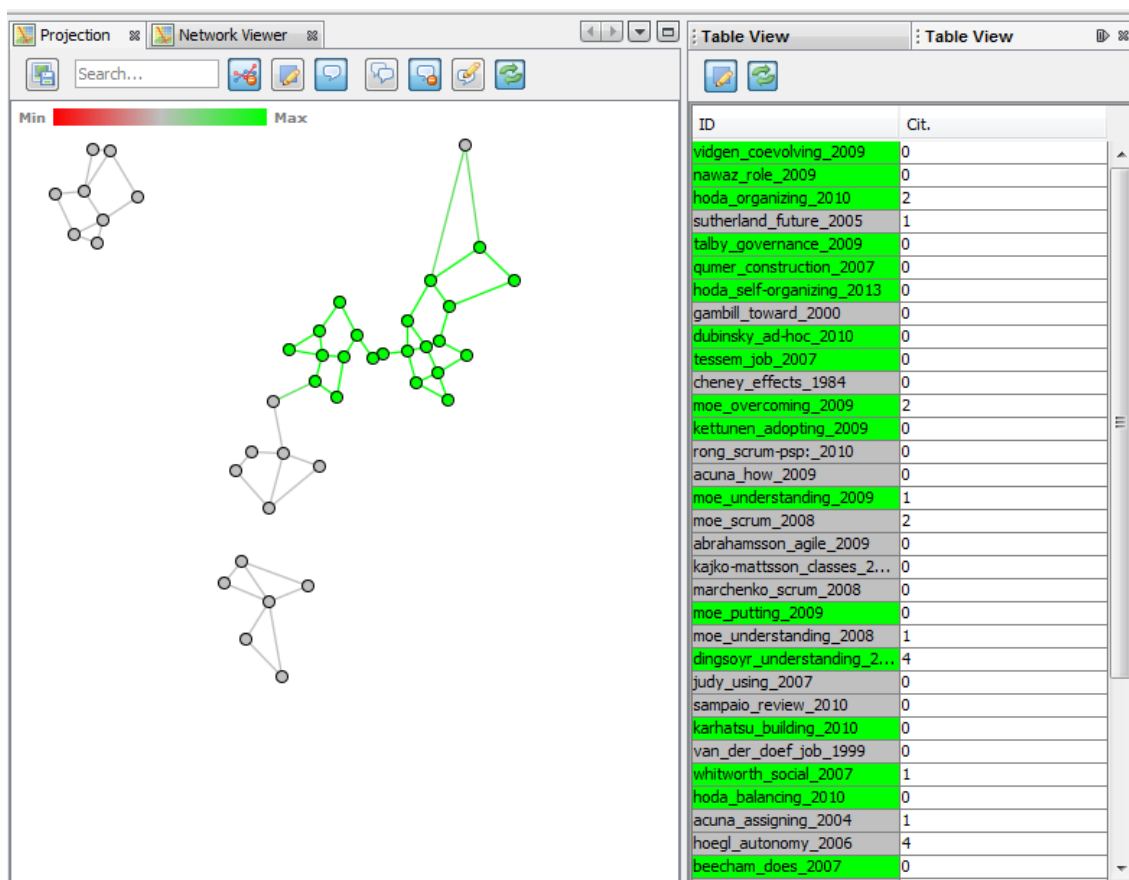 Projection Network Viewer
Search...
Min Max
Table View Table View
ID Cit.
vidgen_coevolving_2009 0
nawaz_role_2009 0
hoda_organizing_2010 2
sutherland_future_2005 1
talby_governance_2009 0
qumer_construction_2007 0
hoda_self-organizing_2013 0
gambill_toward_2000 0
dubinsky_ad-hoc_2010 0
tessem_job_2007 0
cheney_effects_1984 0
moe_overcoming_2009 2
kettunen_adopting_2009 0
rong_scrum-psp:_2010 0
acuna_how_2009 0
moe_understanding_2009 1
moe_scrum_2008 2
abrahamsson_agile_2009 0
kajko-mattsson_classes_2... 0
marchenko_scrum_2008 0
moe_putting_2009 0
moe_understanding_2008 1
dingsoyr_understanding_2... 4
judy_using_2007 0
sampaio_review_2010 0
karhatsu_building_2010 0
van_der_doef_job_1999 0
whitworth_social_2007 1
hoda_balancing_2010 0
acuna_assigning_2004 1
hoegl_autonomy_2006 4
beecham_does_2007 0